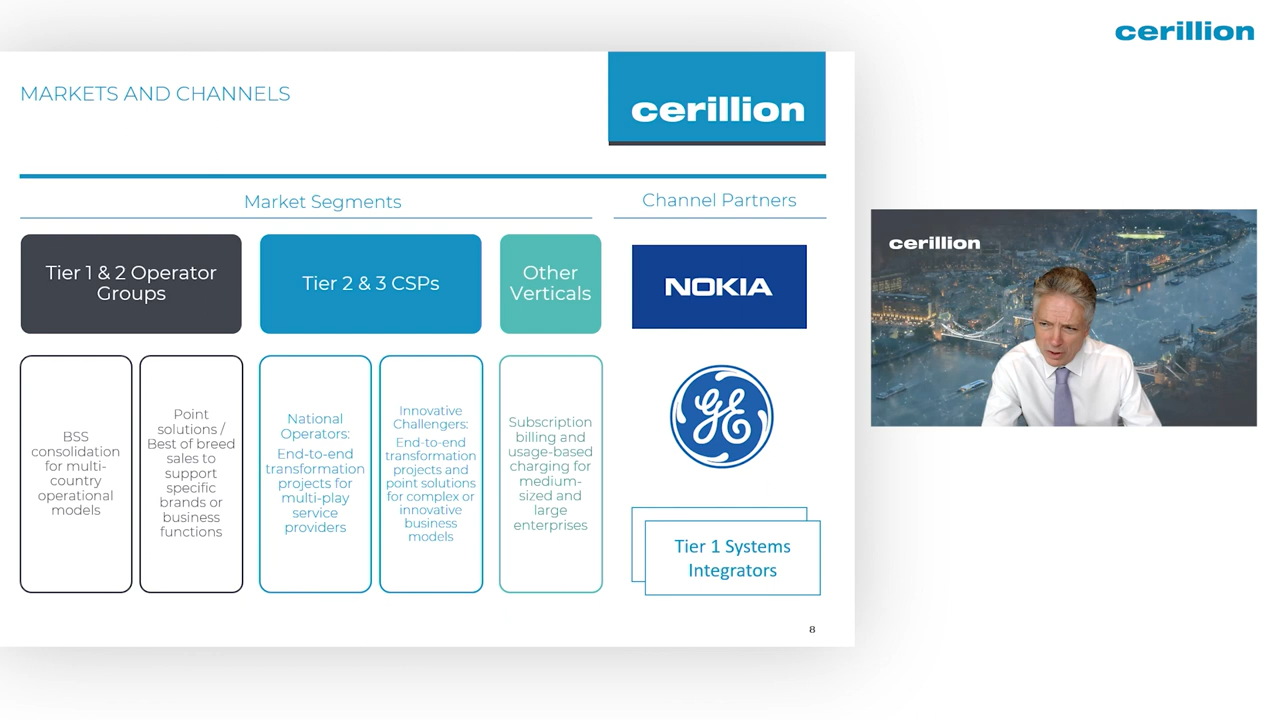 cerillion
MARKETS AND CHANNELS
cerillion
Market Segments
Channel Partners
Tier 1 & 2 Operator
Groups
Tier 2 & 3 CSPs
Other
Verticals
NOKIA
BSS
consolidation
for multi-
country
operational
models
Point
solutions /
Best of breed
sales to
support
specific
brands or
business
functions
National
Operators:
End-to-end
transformation
projects for
multi-play
service
providers
Innovative
Challengers:
End-to-end
transformation
projects and
point solutions
for complex or
innovative
business
models
Subscription
billing and
usage-based
charging for
medium-
sized and
large
enterprises
GE
Tier 1 Systems
Integrators
8
cerillion